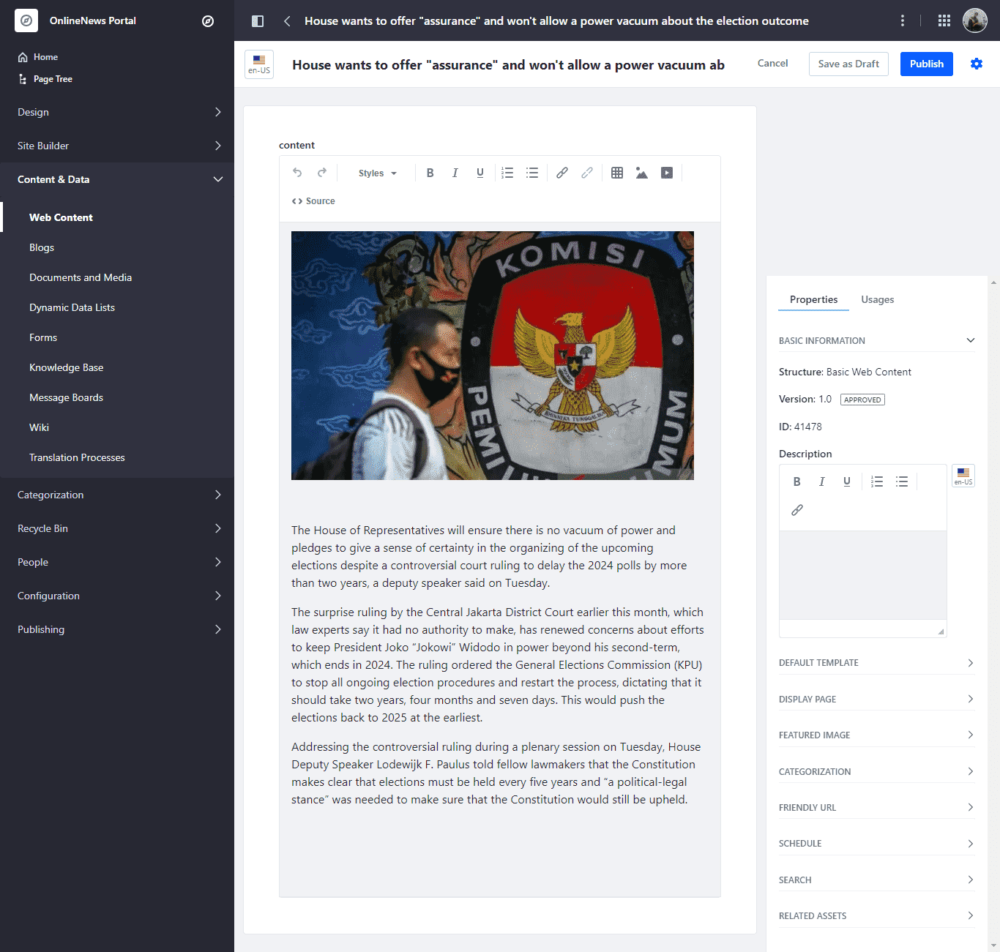 OnlineNews Portal
Home
Page Tree
Design
Site Builder
Content & Data
Web Content
Blogs
Documents and Media
Dynamic Data Lists
Forms
Knowledge Base
Message Boards
Wiki
Translation Processes
Categorization
Recycle Bin
People
Configuration
Publishing
House wants to offer "assurance" and won't allow a power vacuum about the election outcome
en-US
House wants to offer "assurance" and won't allow a power vacuum ab
Cancel
Save as Draft
Publish
content
Styles
B I U
Source
KOMISI
PEMILIHAN UMUM
BHINNEKA TUNGGAL IKA
The House of Representatives will ensure there is no vacuum of power and
pledges to give a sense of certainty in the organizing of the upcoming
elections despite a controversial court ruling to delay the 2024 polls by more
than two years, a deputy speaker said on Tuesday.
The surprise ruling by the Central Jakarta District Court earlier this month, which
law experts say it had no authority to make, has renewed concerns about efforts
to keep President Joko “Jokowi” Widodo in power beyond his second-term,
which ends in 2024. The ruling ordered the General Elections Commission (KPU)
to stop all ongoing election procedures and restart the process, dictating that it
should take two years, four months and seven days. This would push the
elections back to 2025 at the earliest.
Addressing the controversial ruling during a plenary session on Tuesday, House
Deputy Speaker Lodewijk F. Paulus told fellow lawmakers that the Constitution
makes clear that elections must be held every five years and “a political-legal
stance” was needed to make sure that the Constitution would still be upheld.
Properties
Usages
BASIC INFORMATION
Structure: Basic Web Content
Version: 1.0 APPROVED
ID: 41478
Description
B I U
en-US
DEFAULT TEMPLATE
DISPLAY PAGE
FEATURED IMAGE
CATEGORIZATION
FRIENDLY URL
SCHEDULE
SEARCH
RELATED ASSETS